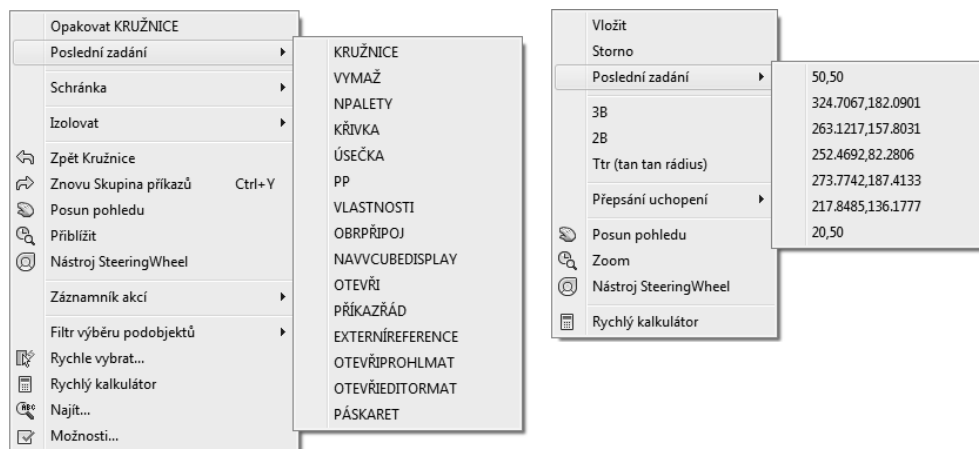 Opakovat KRUŽNICE
Poslední zadání
Schránka
Izolovat
Zpět Kružnice
Znovu Skupina příkazů Ctrl+Y
Posun pohledu
Přiblížit
Nástroj SteeringWheel
Záznamník akcí
Filtr výběru podobjektů
Rychle vybrat...
Rychlý kalkulátor
Najít...
Možnosti...
KRUŽNICE
VYMAŽ
NPALETY
KŘIVKA
ÚSEČKA
PP
VLASTNOSTI
OBRPŘIPOJ
NAVVCUBEDISPLAY
OTEVŘI
PŘÍKAZŘÁD
EXTERNÍREFERENCE
OTEVŘIPROHLMAT
OTEVŘIEDITORMAT
PÁSKARET
Vložit
Storno
Poslední zadání
3B
2B
Ttr (tan tan rádius)
Přepsání uchopení
Posun pohledu
Zoom
Nástroj SteeringWheel
Rychlý kalkulátor
50,50
324.7067,182.0901
263.1217,157.8031
252.4692,82.2806
273.7742,187.4133
217.8485,136.1777
20,50